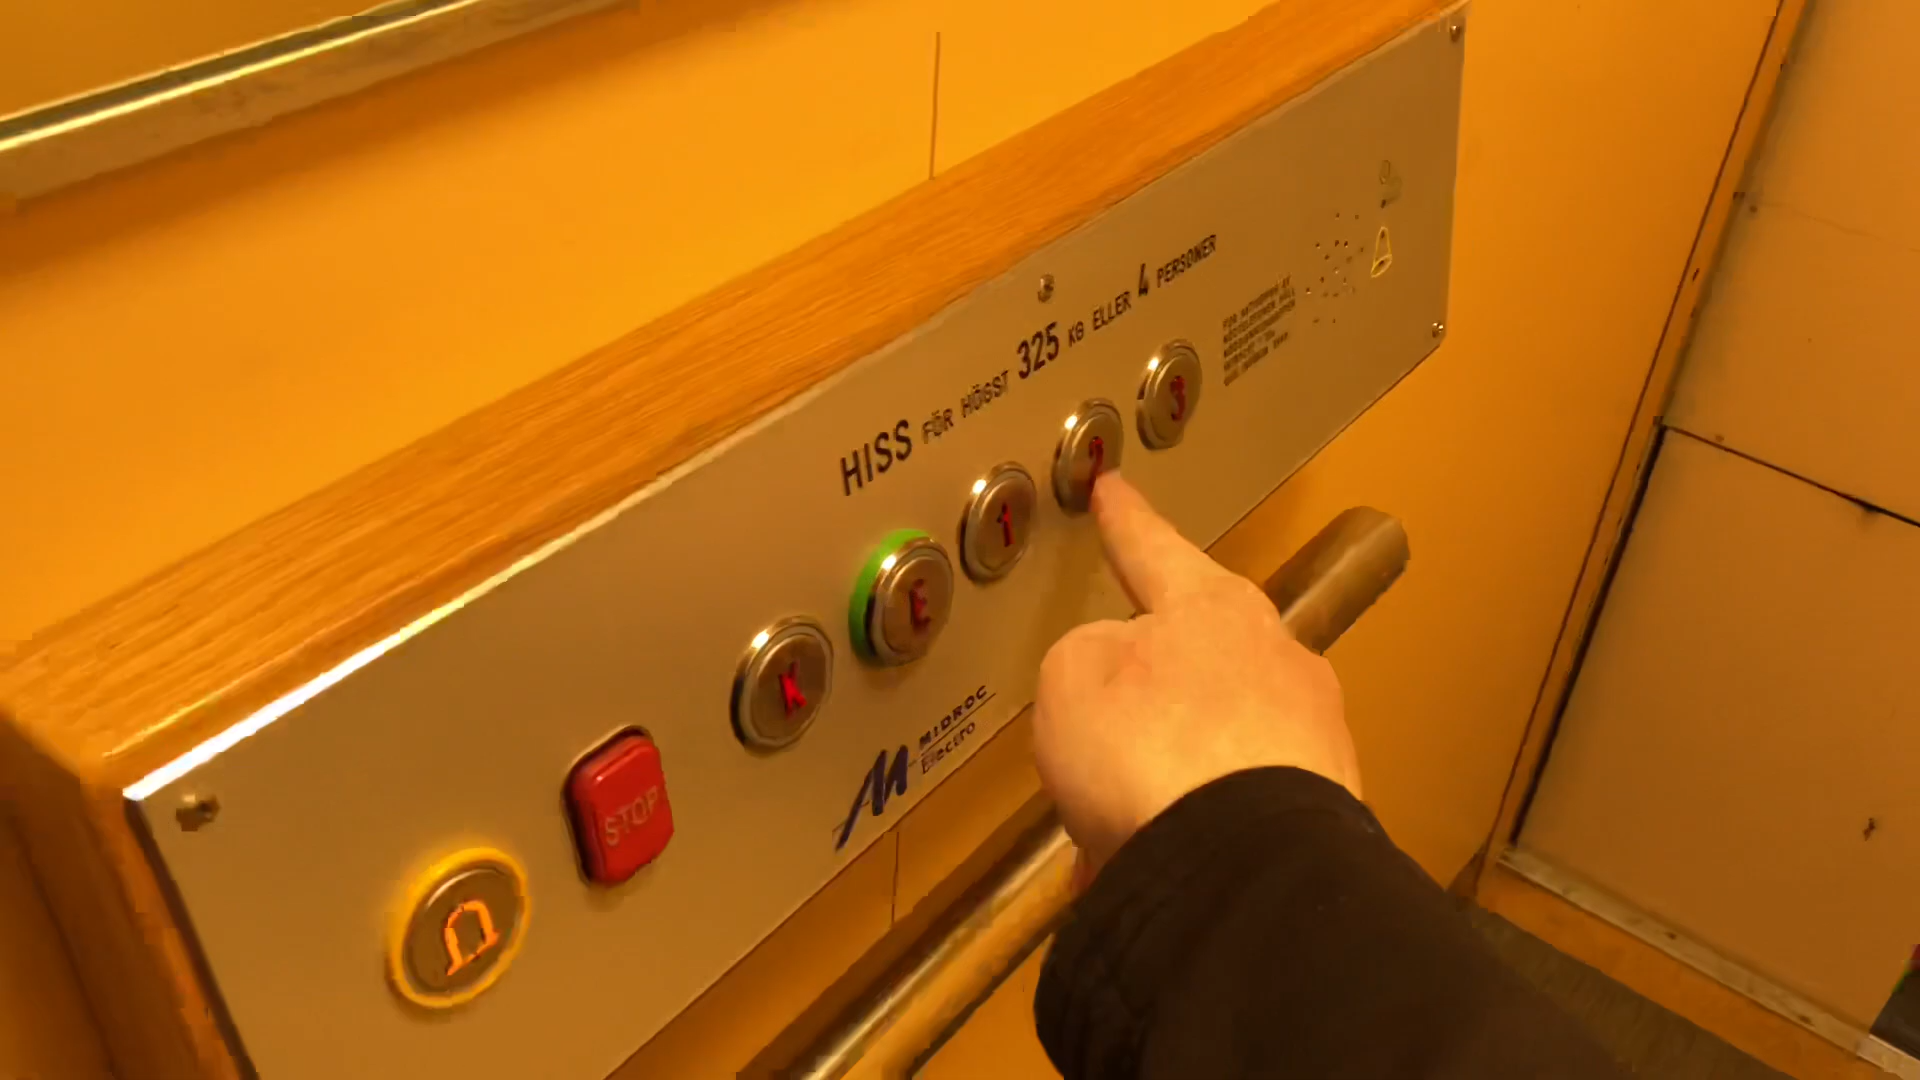 HISS FÖR HÖGST 325 KG ELLER 4 PERSONER
STOP
K
E
1
2
3
MIDROC
Electro